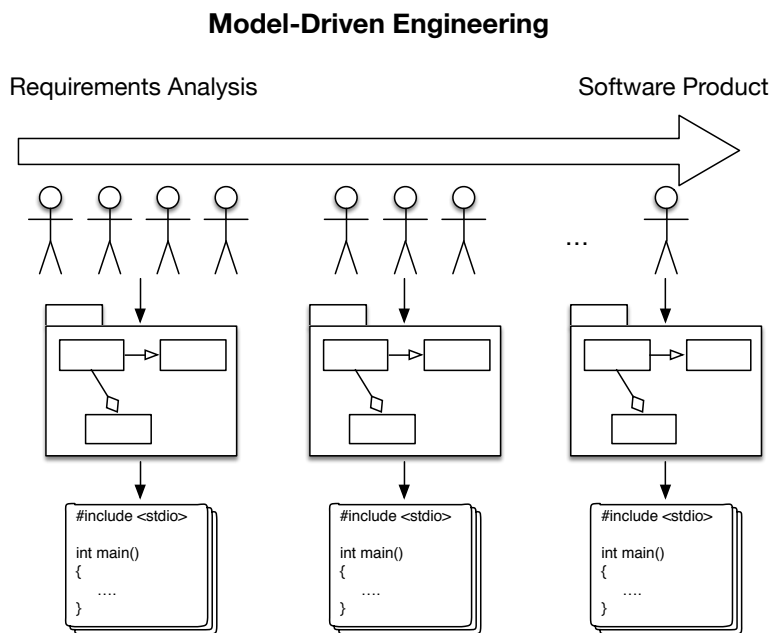 Model-Driven Engineering
Requirements Analysis
Software Product
...
#include <stdio>
int main()
{
....
}
#include <stdio>
int main()
{
....
}
#include <stdio>
int main()
{
....
}